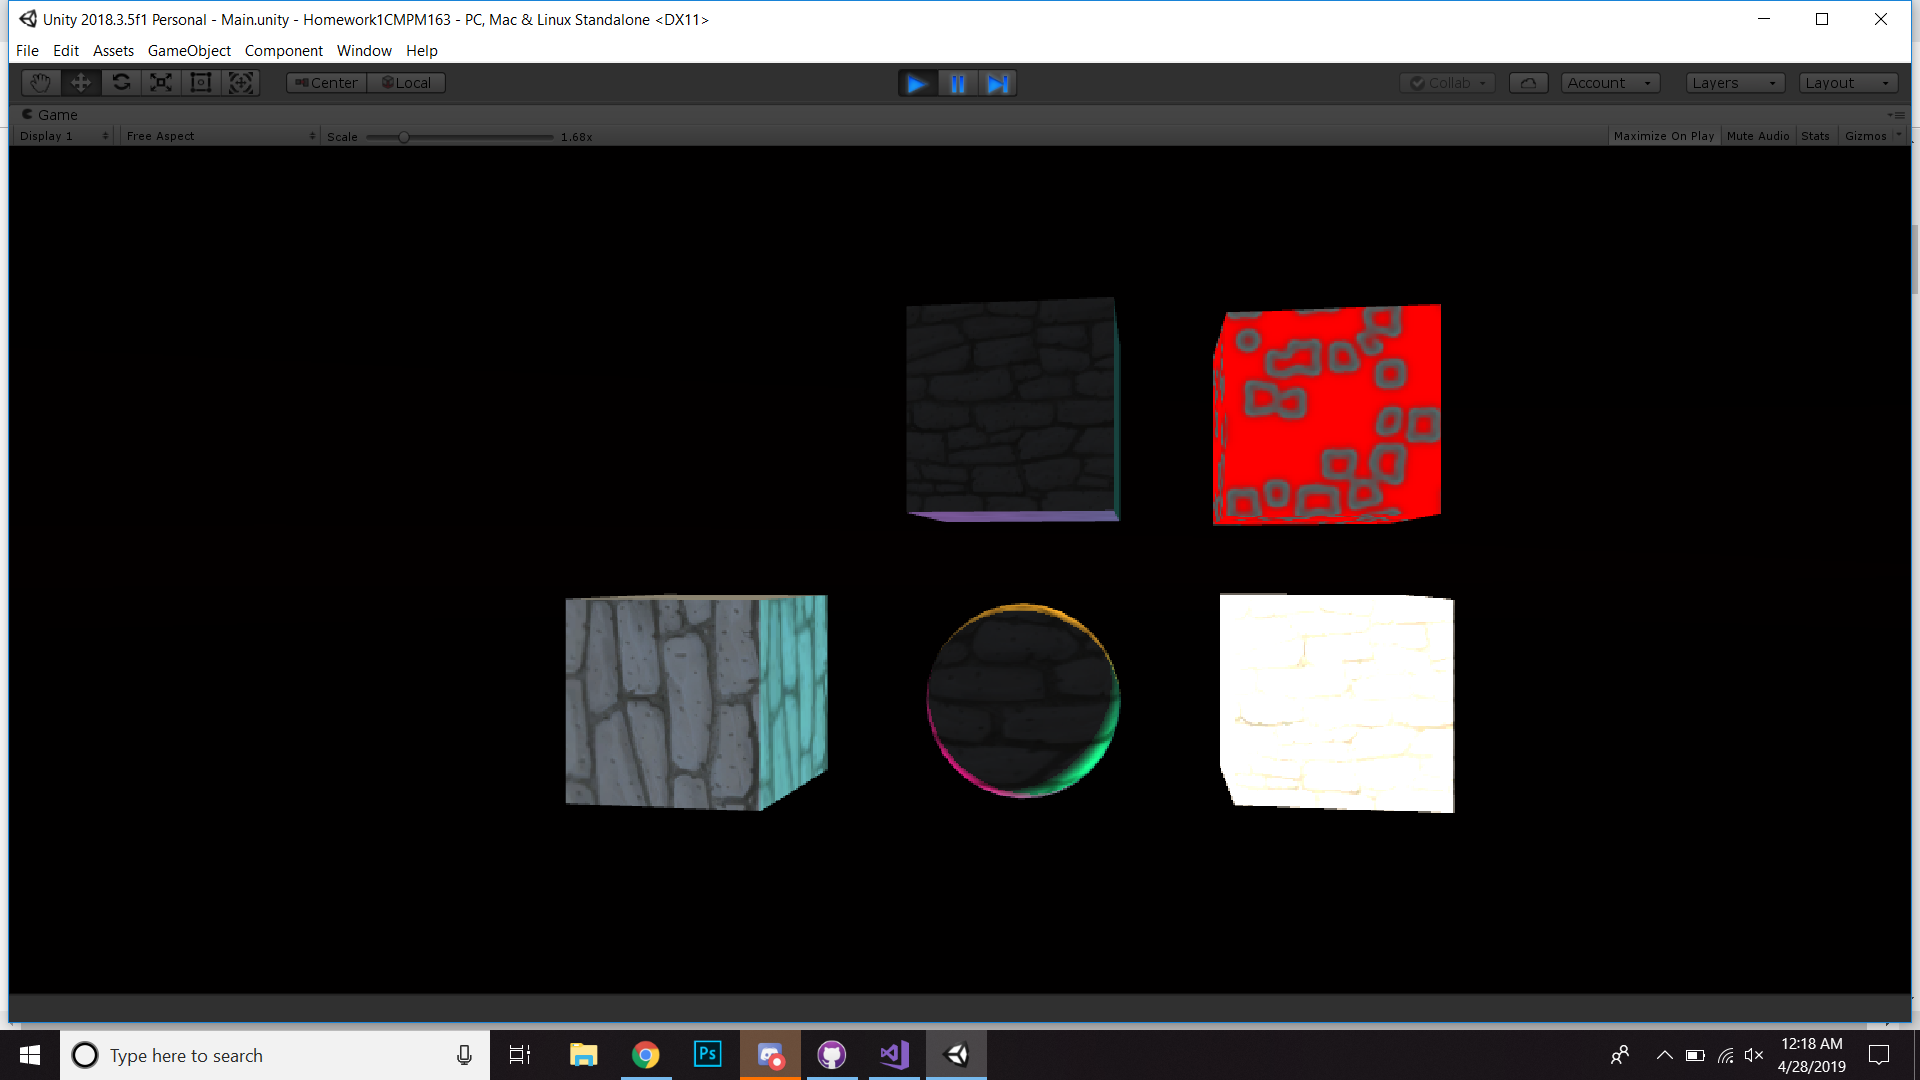 Unity 2018.3.5f1 Personal - Main.unity - Homework1CMPM163 - PC, Mac & Linux Standalone <DX11>
File Edit Assets GameObject Component Window Help
Center Local Collab Account Layers Layout
Game
Display 1 Free Aspect Scale 1.68x Maximize On Play Mute Audio Stats Gizmos
Type here to search
Ps
12:18 AM
4/28/2019